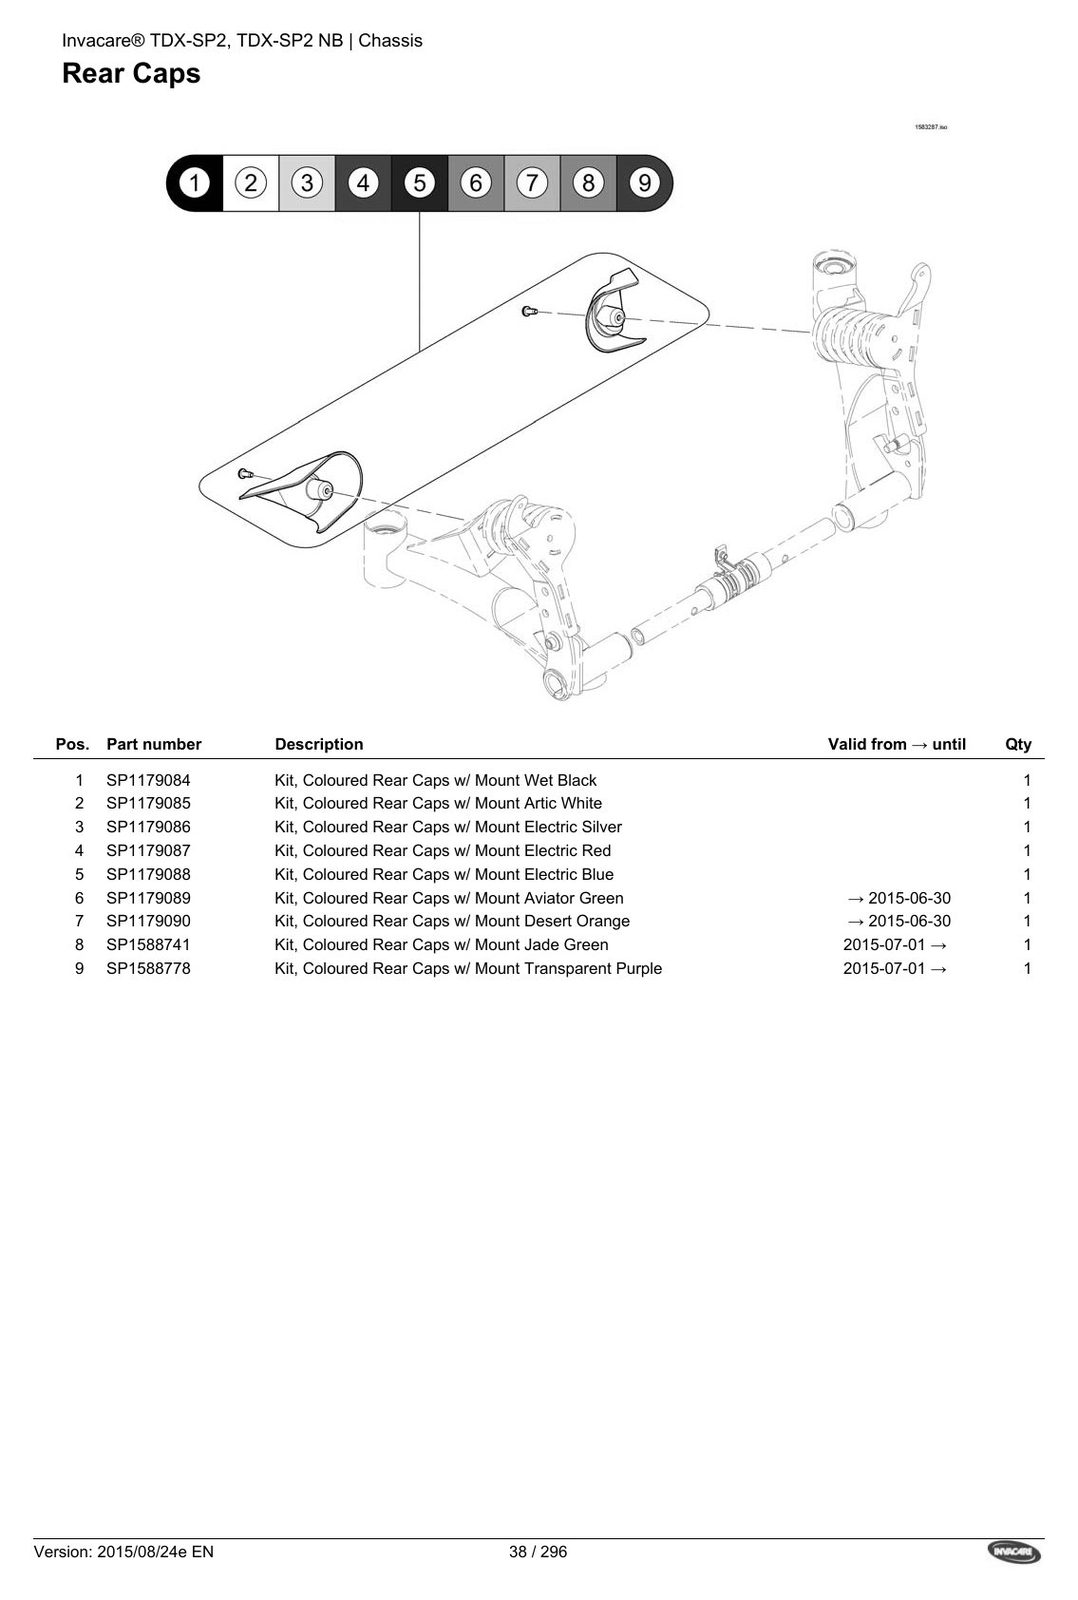 Invacare® TDX-SP2, TDX-SP2 NB | Chassis
Rear Caps
1583287.iso
1 2 3 4 5 6 7 8 9
Pos. Part number Description Valid from → until Qty
1 SP1179084 Kit, Coloured Rear Caps w/ Mount Wet Black 1
2 SP1179085 Kit, Coloured Rear Caps w/ Mount Artic White 1
3 SP1179086 Kit, Coloured Rear Caps w/ Mount Electric Silver 1
4 SP1179087 Kit, Coloured Rear Caps w/ Mount Electric Red 1
5 SP1179088 Kit, Coloured Rear Caps w/ Mount Electric Blue 1
6 SP1179089 Kit, Coloured Rear Caps w/ Mount Aviator Green → 2015-06-30 1
7 SP1179090 Kit, Coloured Rear Caps w/ Mount Desert Orange → 2015-06-30 1
8 SP1588741 Kit, Coloured Rear Caps w/ Mount Jade Green 2015-07-01 → 1
9 SP1588778 Kit, Coloured Rear Caps w/ Mount Transparent Purple 2015-07-01 → 1
Version: 2015/08/24e EN 38 / 296 INVACARE